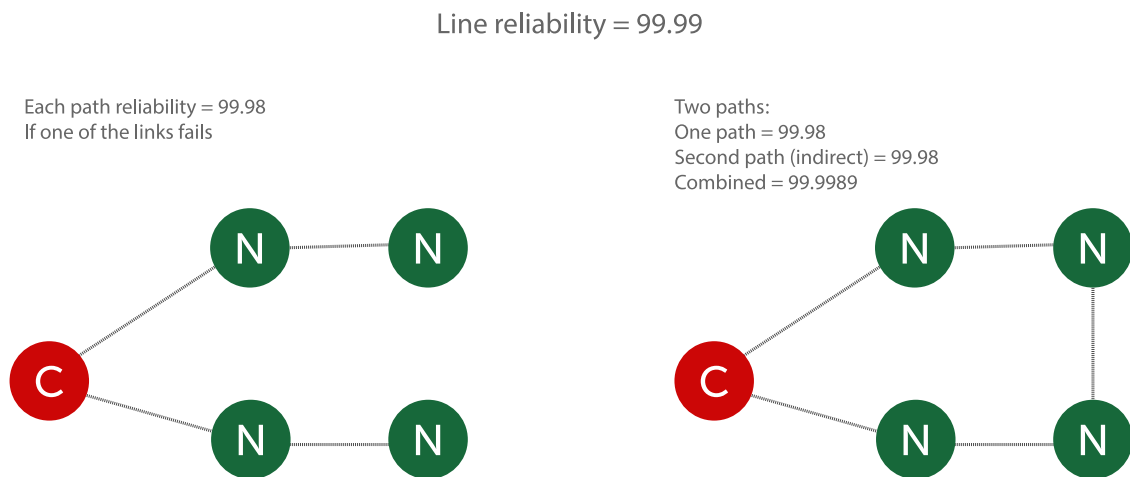 Line reliability = 99.99
Each path reliability = 99.98
If one of the links fails
N
N
C
N
N
Two paths:
One path = 99.98
Second path (indirect) = 99.98
Combined = 99.9989
N
N
C
N
N